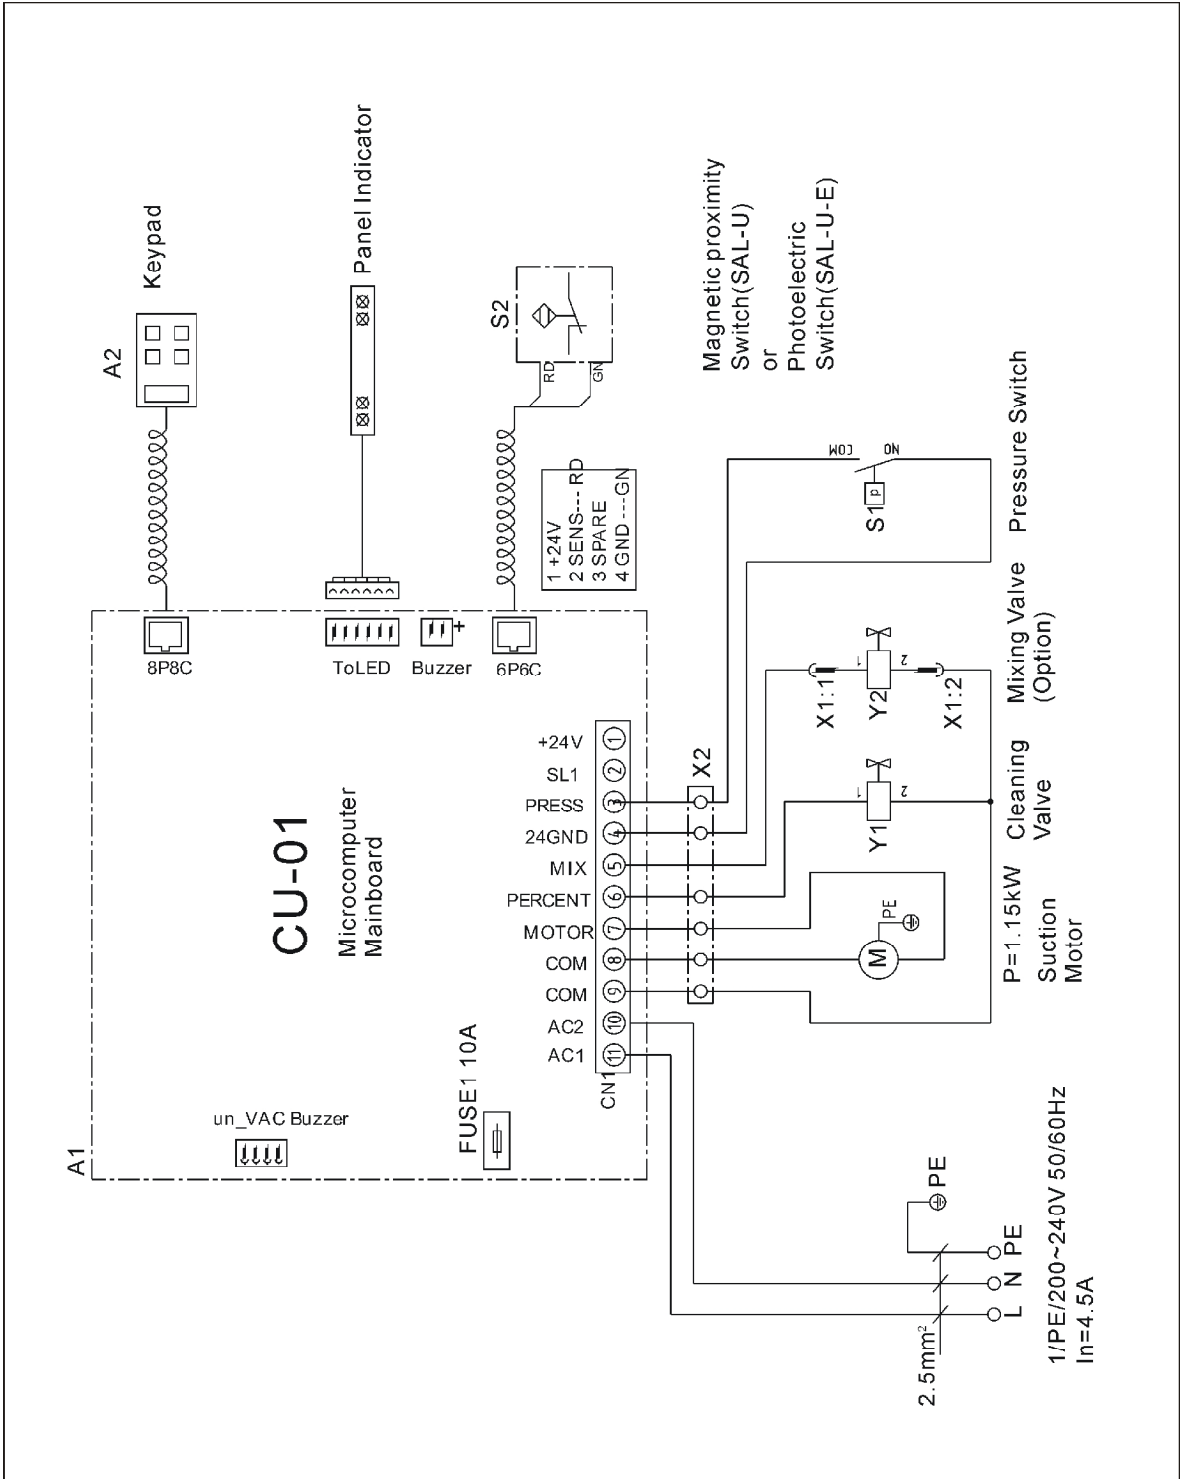 A2
Keypad
Panel Indicator
S2
RD
GN
Magnetic proximity
Switch(SAL-U)
or
Photoelectric
Switch(SAL-U-E)
1 +24V
2 SENS--- RD
3 SPARE
4 GND ---GN
8P8C
ToLED
Buzzer
+
6P6C
A1
CU-01
Microcomputer
Mainboard
un_VAC Buzzer
FUSE1 10A
CN1
+24V
1
SL1
2
PRESS
3
24GND
4
MIX
5
PERCENT
6
MOTOR
7
COM
8
COM
9
AC2
10
AC1
11
X2
COM
NO
p
S1
Pressure Switch
X1:1
1
Y2
2
X1:2
Mixing Valve
(Option)
1
Y1
2
Cleaning
Valve
M
PE
P=1.15kW
Suction
Motor
PE
2.5mm²
L
N
PE
1/PE/200~240V 50/60Hz
In=4.5A